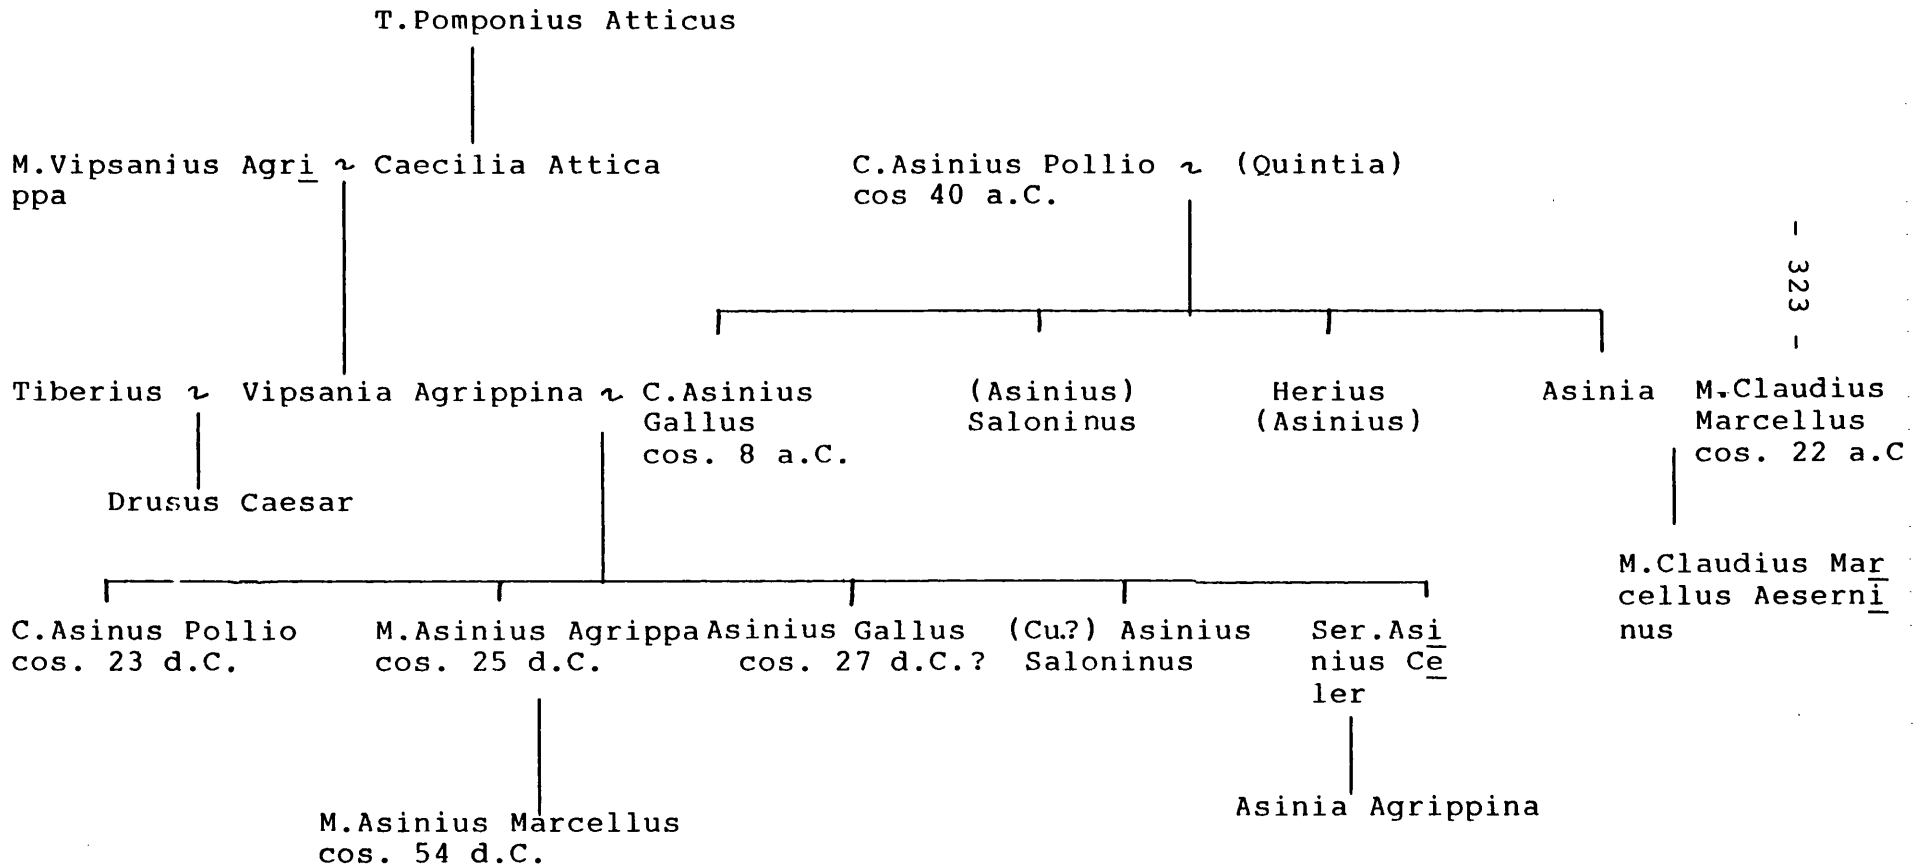 T.Pomponius Atticus
M.Vipsanius Agri ~ Caecilia Attica
ppa
C.Asinius Pollio ~ (Quintia)
cos 40 a.C.
- 323 -
Tiberius ~ Vipsania Agrippina ~ C.Asinius
Gallus
cos. 8 a.C.
(Asinius)
Saloninus
Herius
(Asinius)
Asinia
M.Claudius
Marcellus
cos. 22 a.C
Drusus Caesar
M.Claudius Mar
cellus Aeserni
nus
C.Asinus Pollio
cos. 23 d.C.
M.Asinius Agrippa
cos. 25 d.C.
Asinius Gallus
cos. 27 d.C.?
(Cu.?) Asinius
Saloninus
Ser.Asi
nius Ce
ler
M.Asinius Marcellus
cos. 54 d.C.
Asinia Agrippina